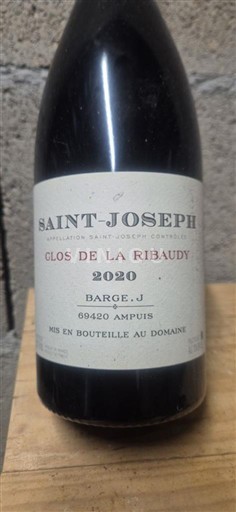 SAINT-JOSEPH
APPELLATION SAINT-JOSEPH CONTRÔLÉE
CLOS DE LA RIBAUDY
2020
BARGE.J
69420 AMPUIS
MIS EN BOUTEILLE AU DOMAINE